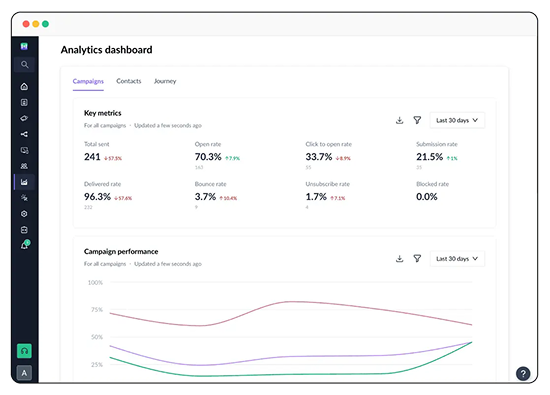 Analytics dashboard
Campaigns Contacts Journey
Key metrics
For all campaigns · Updated a few seconds ago
Last 30 days
Total sent Open rate Click to open rate Submission rate
241 ↓57.5% 70.3% ↑7.9% 33.7% ↓8.9% 21.5% ↑1%
163 55 35
Delivered rate Bounce rate Unsubscribe rate Blocked rate
96.3% ↓57.6% 3.7% ↑10.4% 1.7% ↑7.1% 0.0%
232 9 4
Campaign performance
For all campaigns · Updated a few seconds ago
Last 30 days
100%
75%
50%
25%
A
?